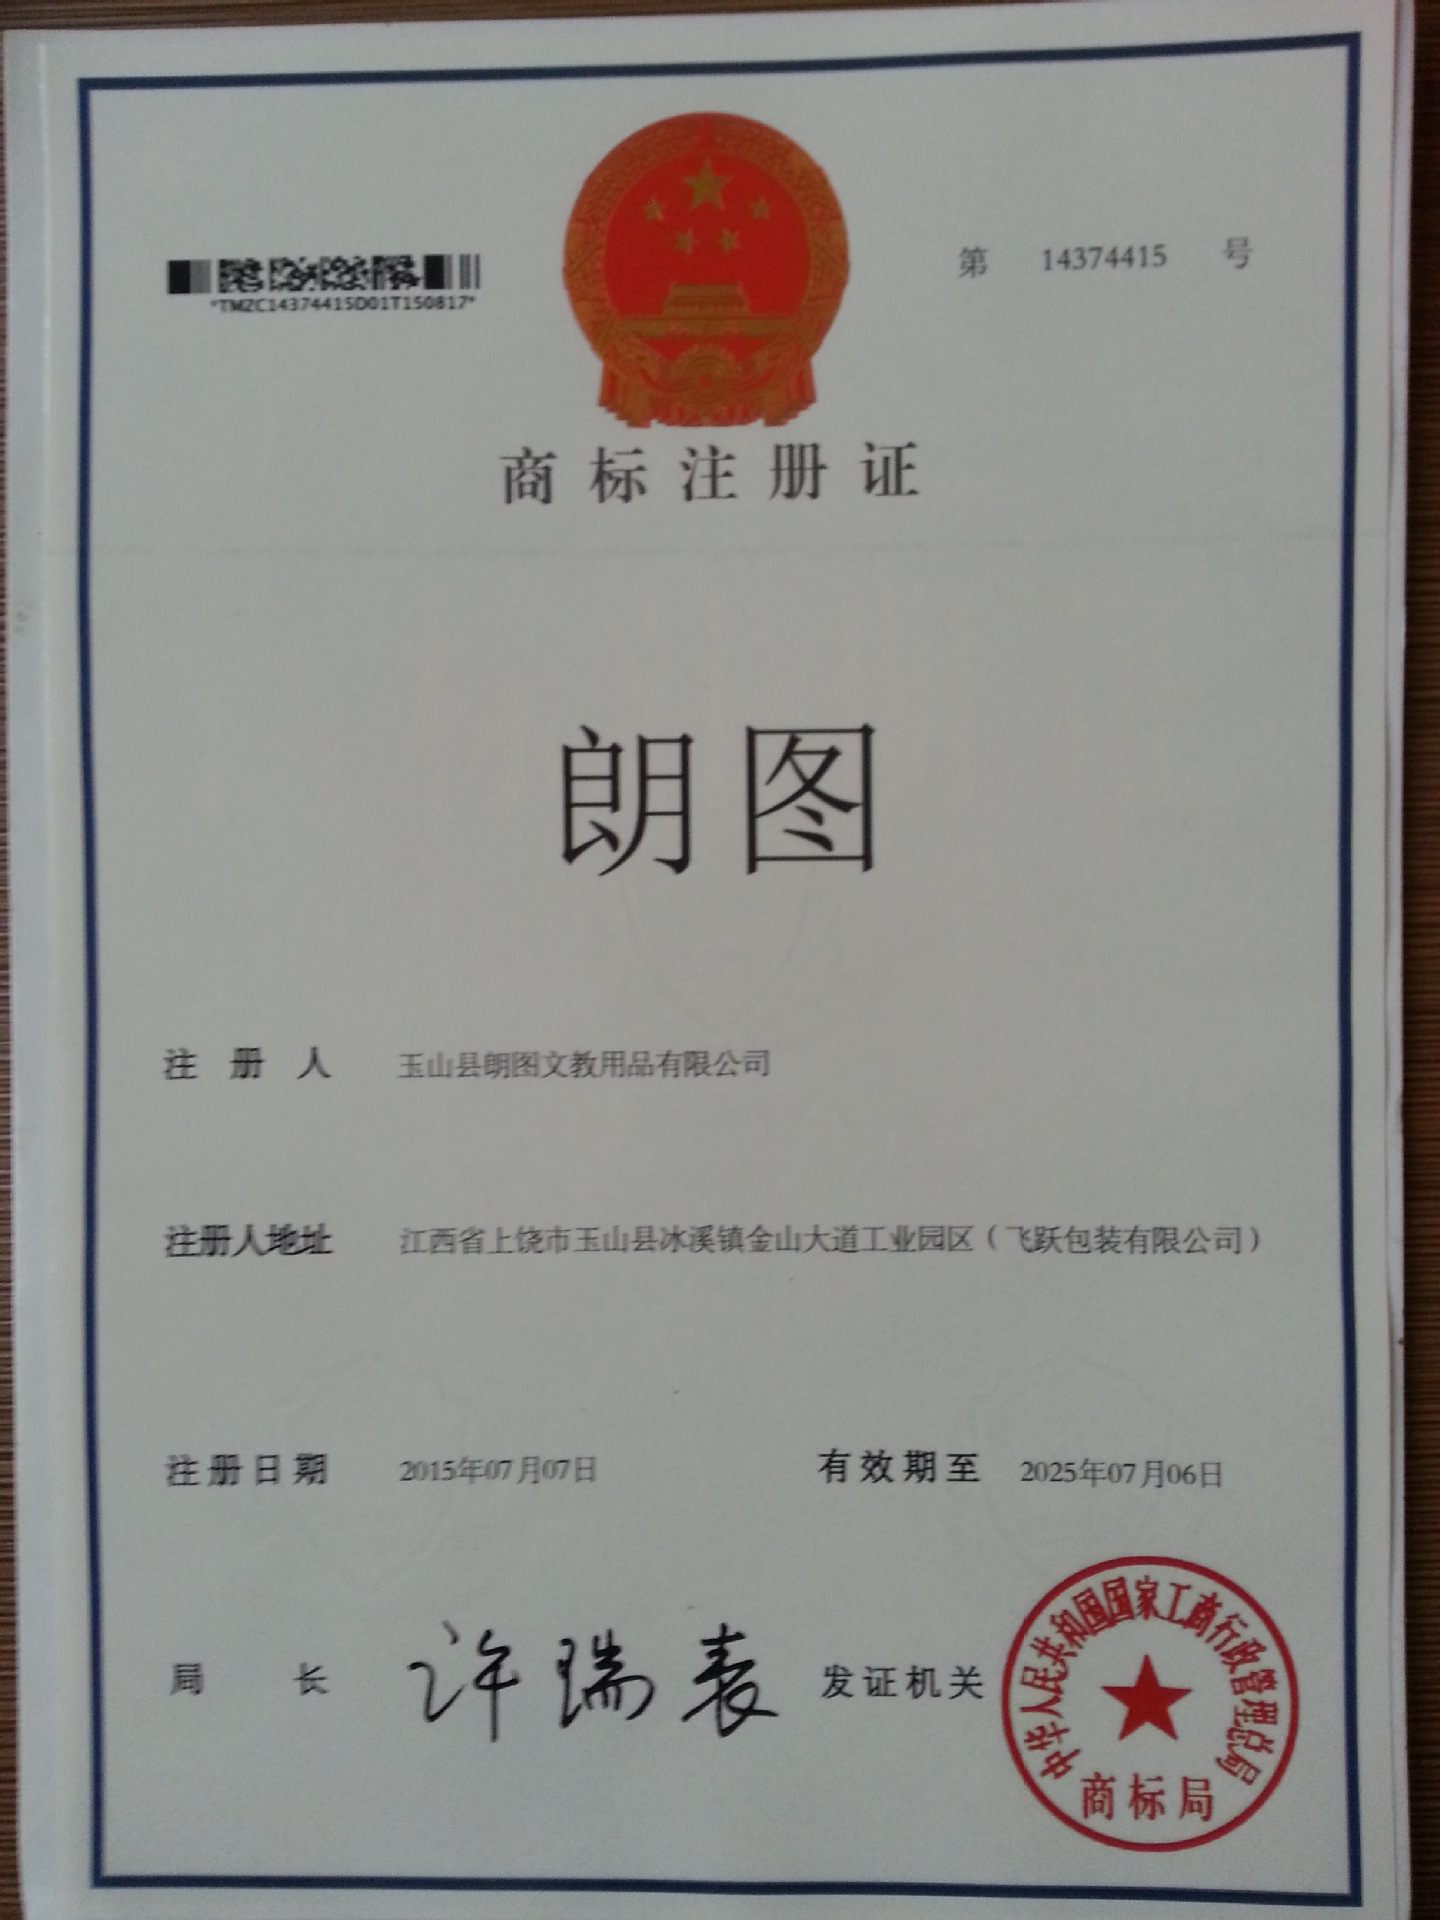 *TMZC14374415D01T150817*
第 14374415 号
商标注册证
朗图
注册人 玉山县朗图文教用品有限公司
注册人地址 江西省上饶市玉山县冰溪镇金山大道工业园区（飞跃包装有限公司）
注册日期 2015年07月07日 有效期至 2025年07月06日
局长 许瑞表 发证机关
中华人民共和国国家工商行政管理总局
商标局